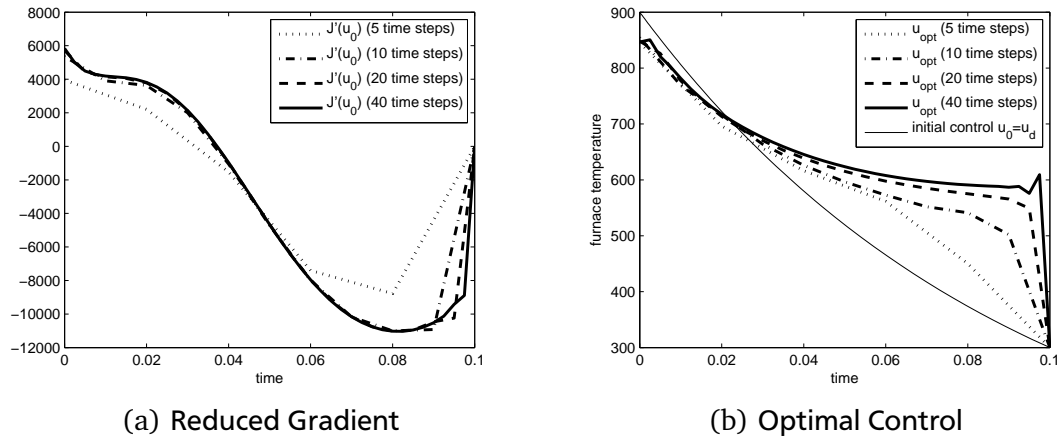 8000
6000
4000
2000
0
−2000
−4000
−6000
−8000
−10000
−12000
0
0.02
0.04
0.06
0.08
0.1
time
J'(u0) (5 time steps)
J'(u0) (10 time steps)
J'(u0) (20 time steps)
J'(u0) (40 time steps)
(a) Reduced Gradient
900
800
700
600
500
400
300
furnace temperature
0
0.02
0.04
0.06
0.08
0.1
time
uopt (5 time steps)
uopt (10 time steps)
uopt (20 time steps)
uopt (40 time steps)
initial control u0=ud
(b) Optimal Control